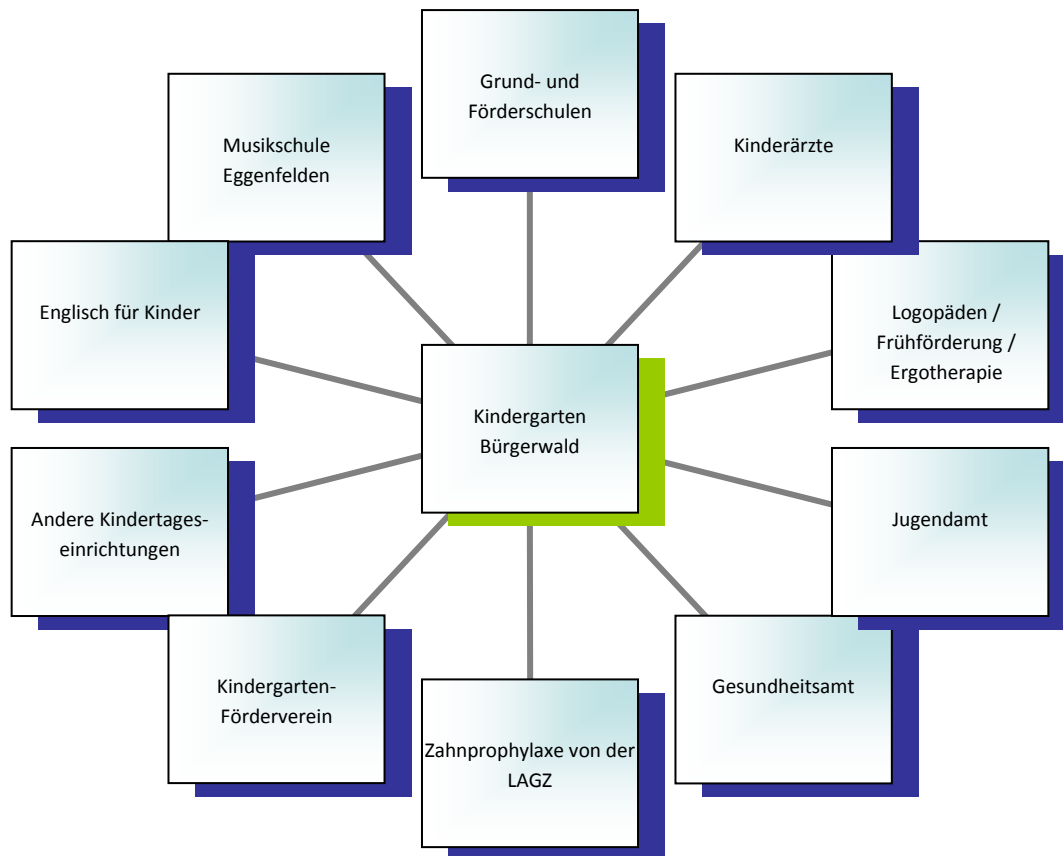 Grund- und
Förderschulen
Musikschule
Eggenfelden
Kinderärzte
Englisch für Kinder
Logopäden /
Frühförderung /
Ergotherapie
Kindergarten
Bürgerwald
Andere Kindertages-
einrichtungen
Jugendamt
Kindergarten-
Förderverein
Gesundheitsamt
Zahnprophylaxe von der
LAGZ